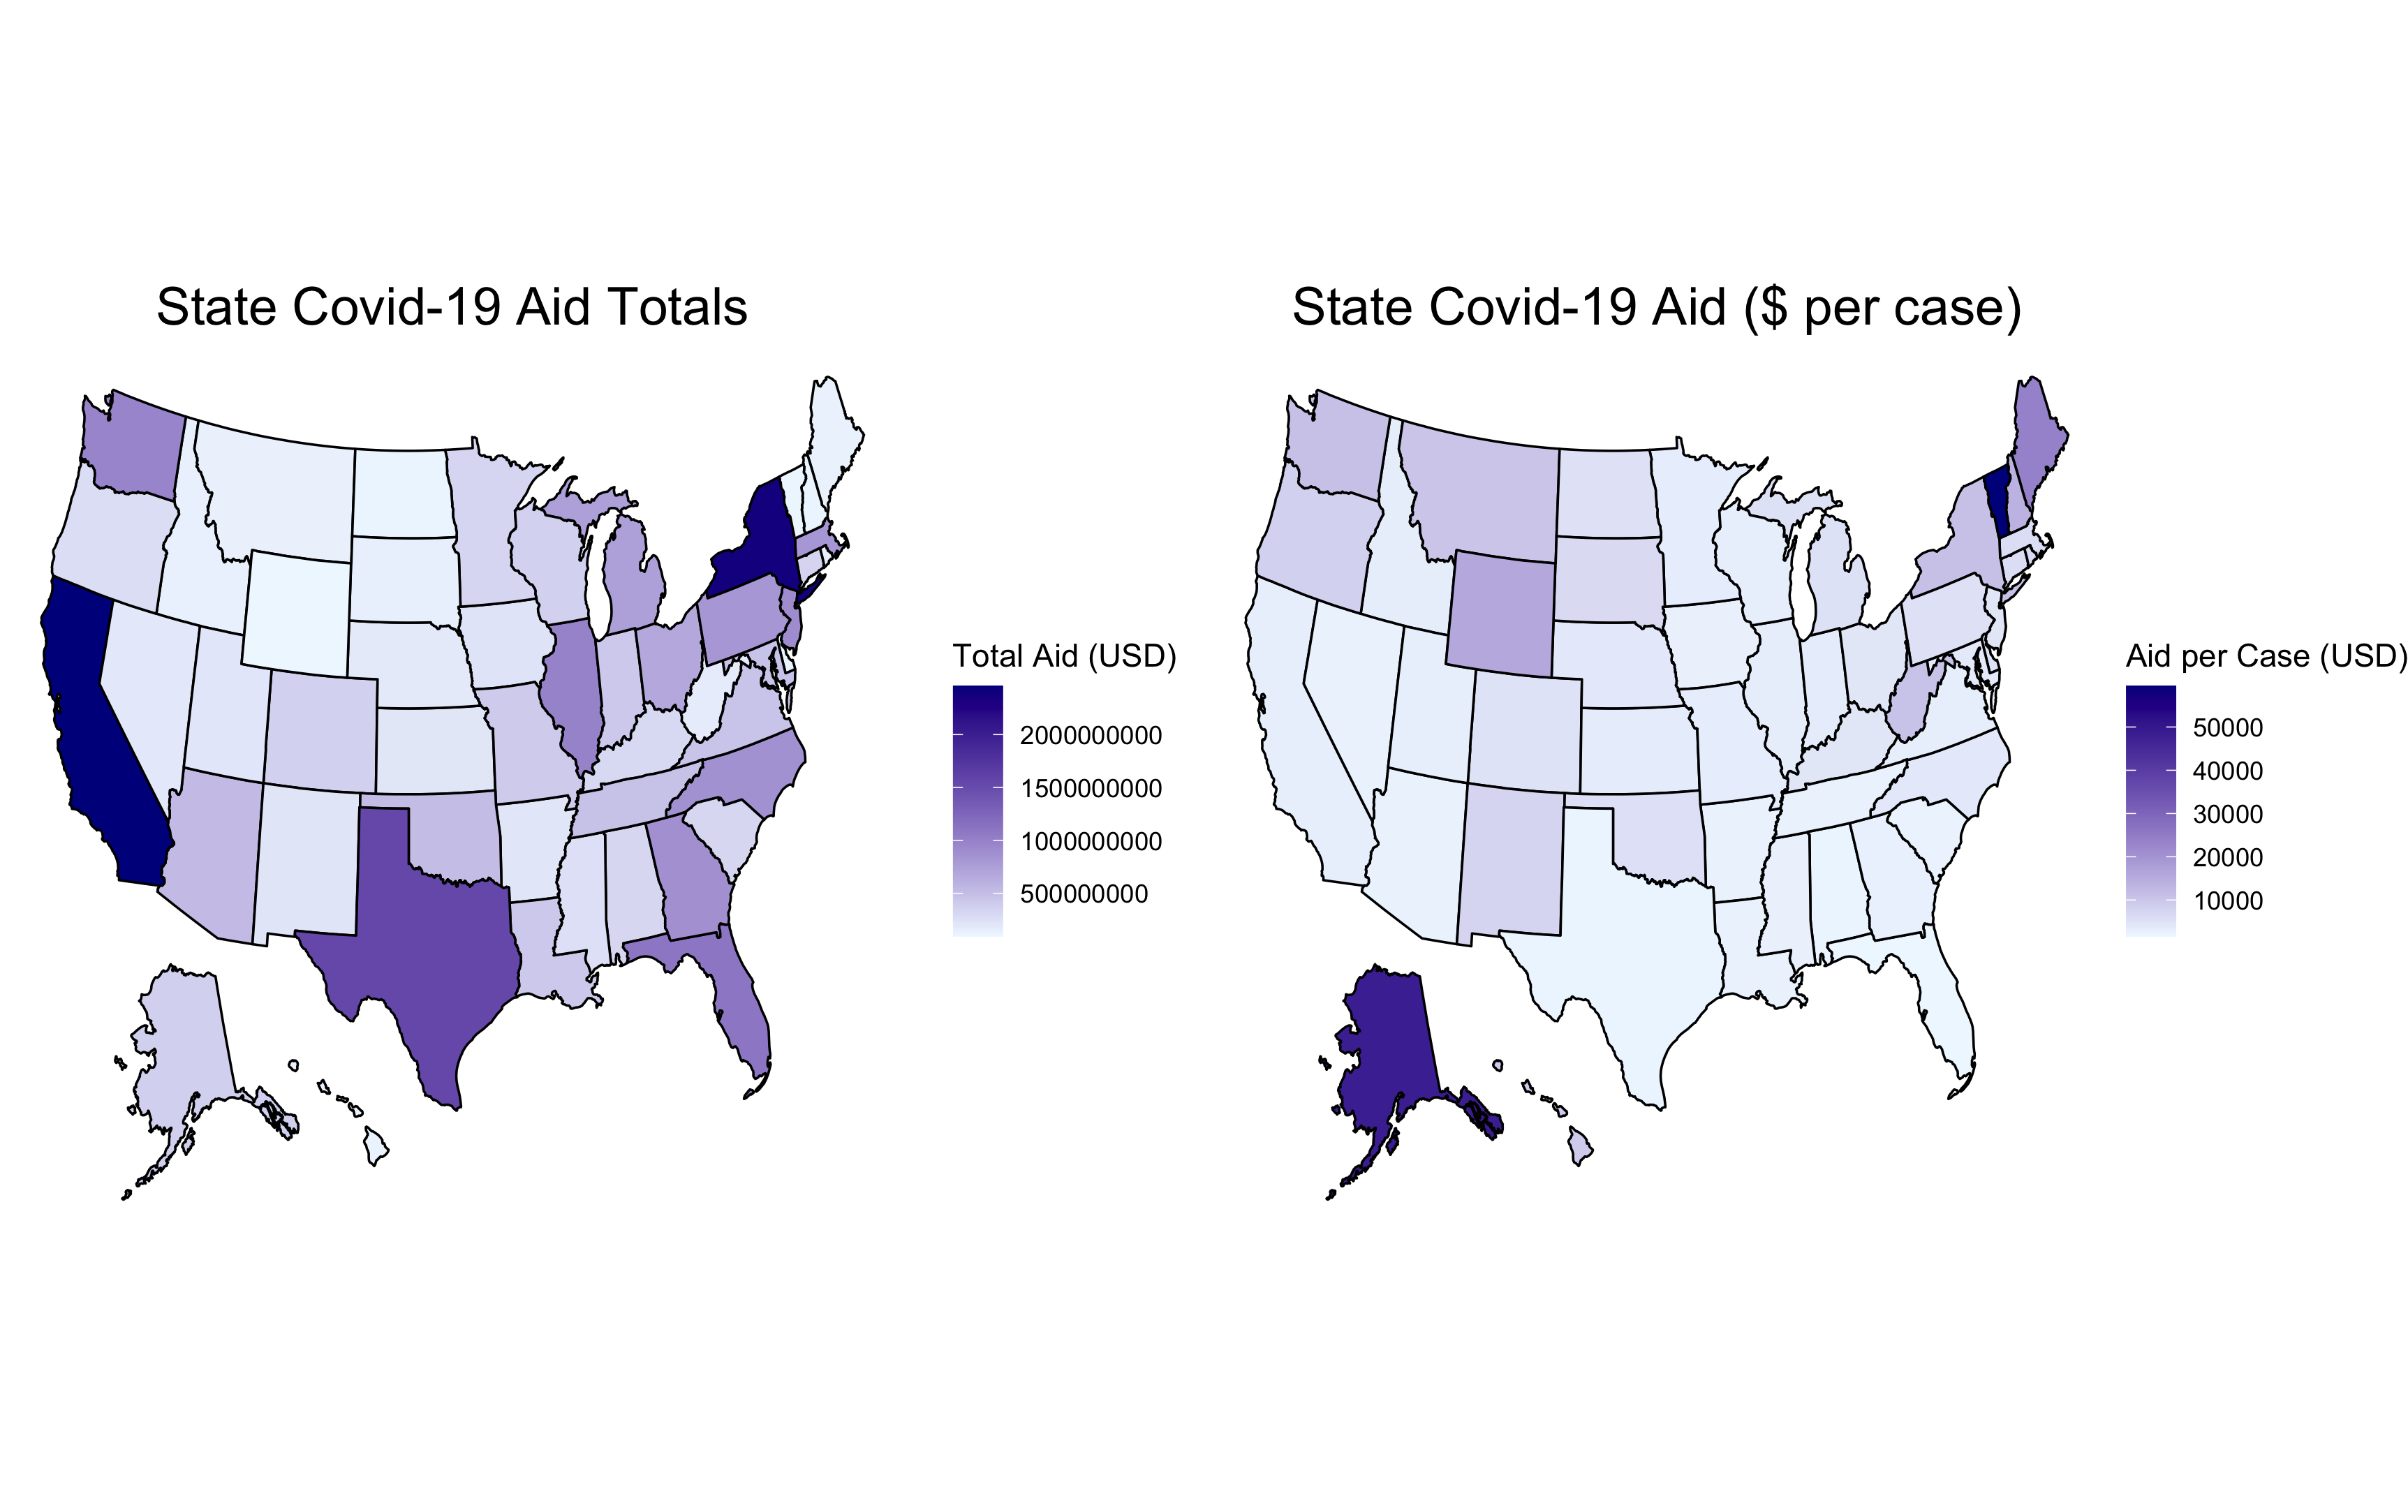 State Covid-19 Aid Totals
Total Aid (USD)
2000000000
1500000000
1000000000
500000000
State Covid-19 Aid ($ per case)
Aid per Case (USD)
50000
40000
30000
20000
10000